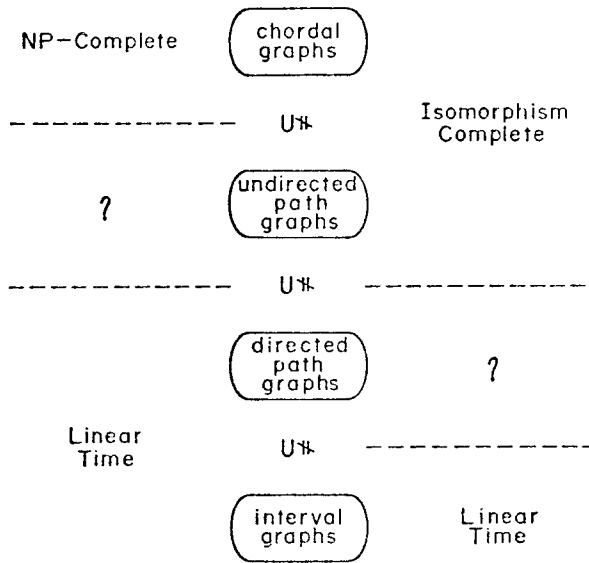 NP-Complete
chordal
graphs
Isomorphism
Complete
U∦
undirected
path
graphs
?
U∦
directed
path
graphs
?
Linear
Time
U∦
interval
graphs
Linear
Time